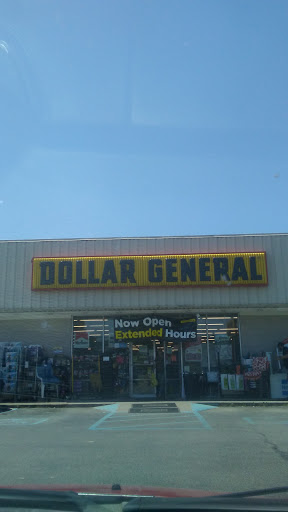 DOLLAR GENERAL
Now Open
Extended Hours